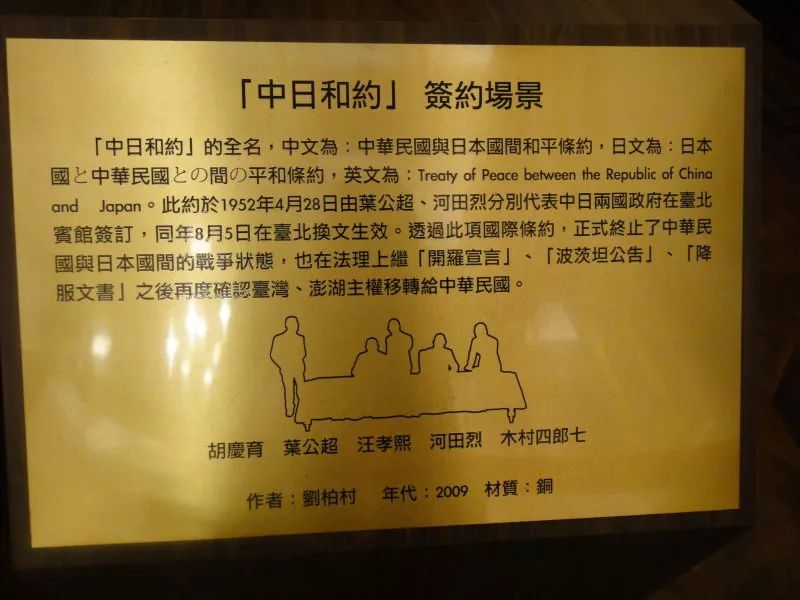 「中日和約」 簽約場景
「中日和約」的全名，中文為：中華民國與日本國間和平條約，日文為：日本
國と中華民國との間の平和條約，英文為：Treaty of Peace between the Republic of China
and Japan。此約於1952年4月28日由葉公超、河田烈分別代表中日兩國政府在臺北
賓館簽訂，同年8月5日在臺北換文生效。透過此項國際條約，正式終止了中華民
國與日本國間的戰爭狀態，也在法理上繼「開羅宣言」、「波茨坦公告」、「降
服文書」之後再度確認臺灣、澎湖主權移轉給中華民國。
胡慶育 葉公超 汪孝熙 河田烈 木村四郎七
作者：劉柏村 年代：2009 材質：銅